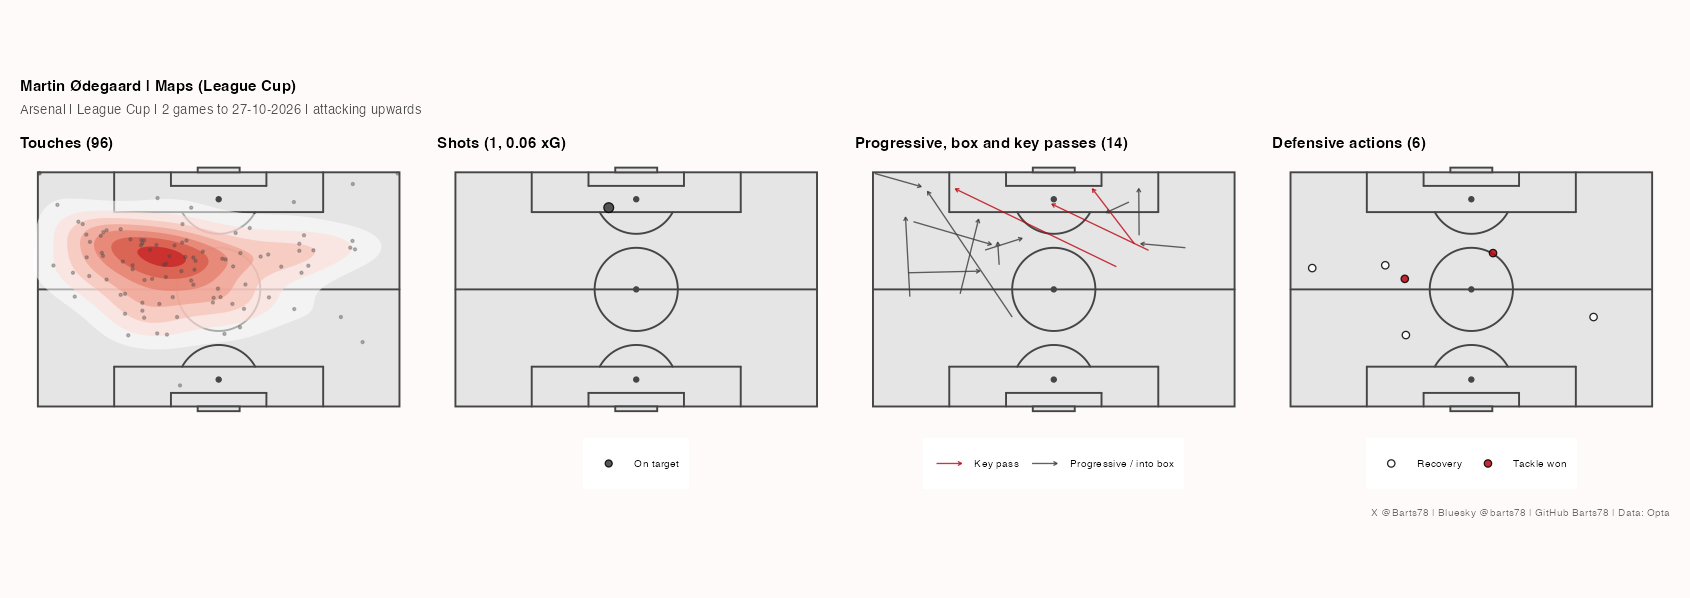 Martin Ødegaard | Maps (League Cup)
Arsenal | League Cup | 2 games to 27-10-2026 | attacking upwards
Touches (96)
Shots (1, 0.06 xG)
Progressive, box and key passes (14)
Defensive actions (6)
On target
Key pass
Progressive / into box
Recovery
Tackle won
X @Barts78 | Bluesky @barts78 | GitHub Barts78 | Data: Opta